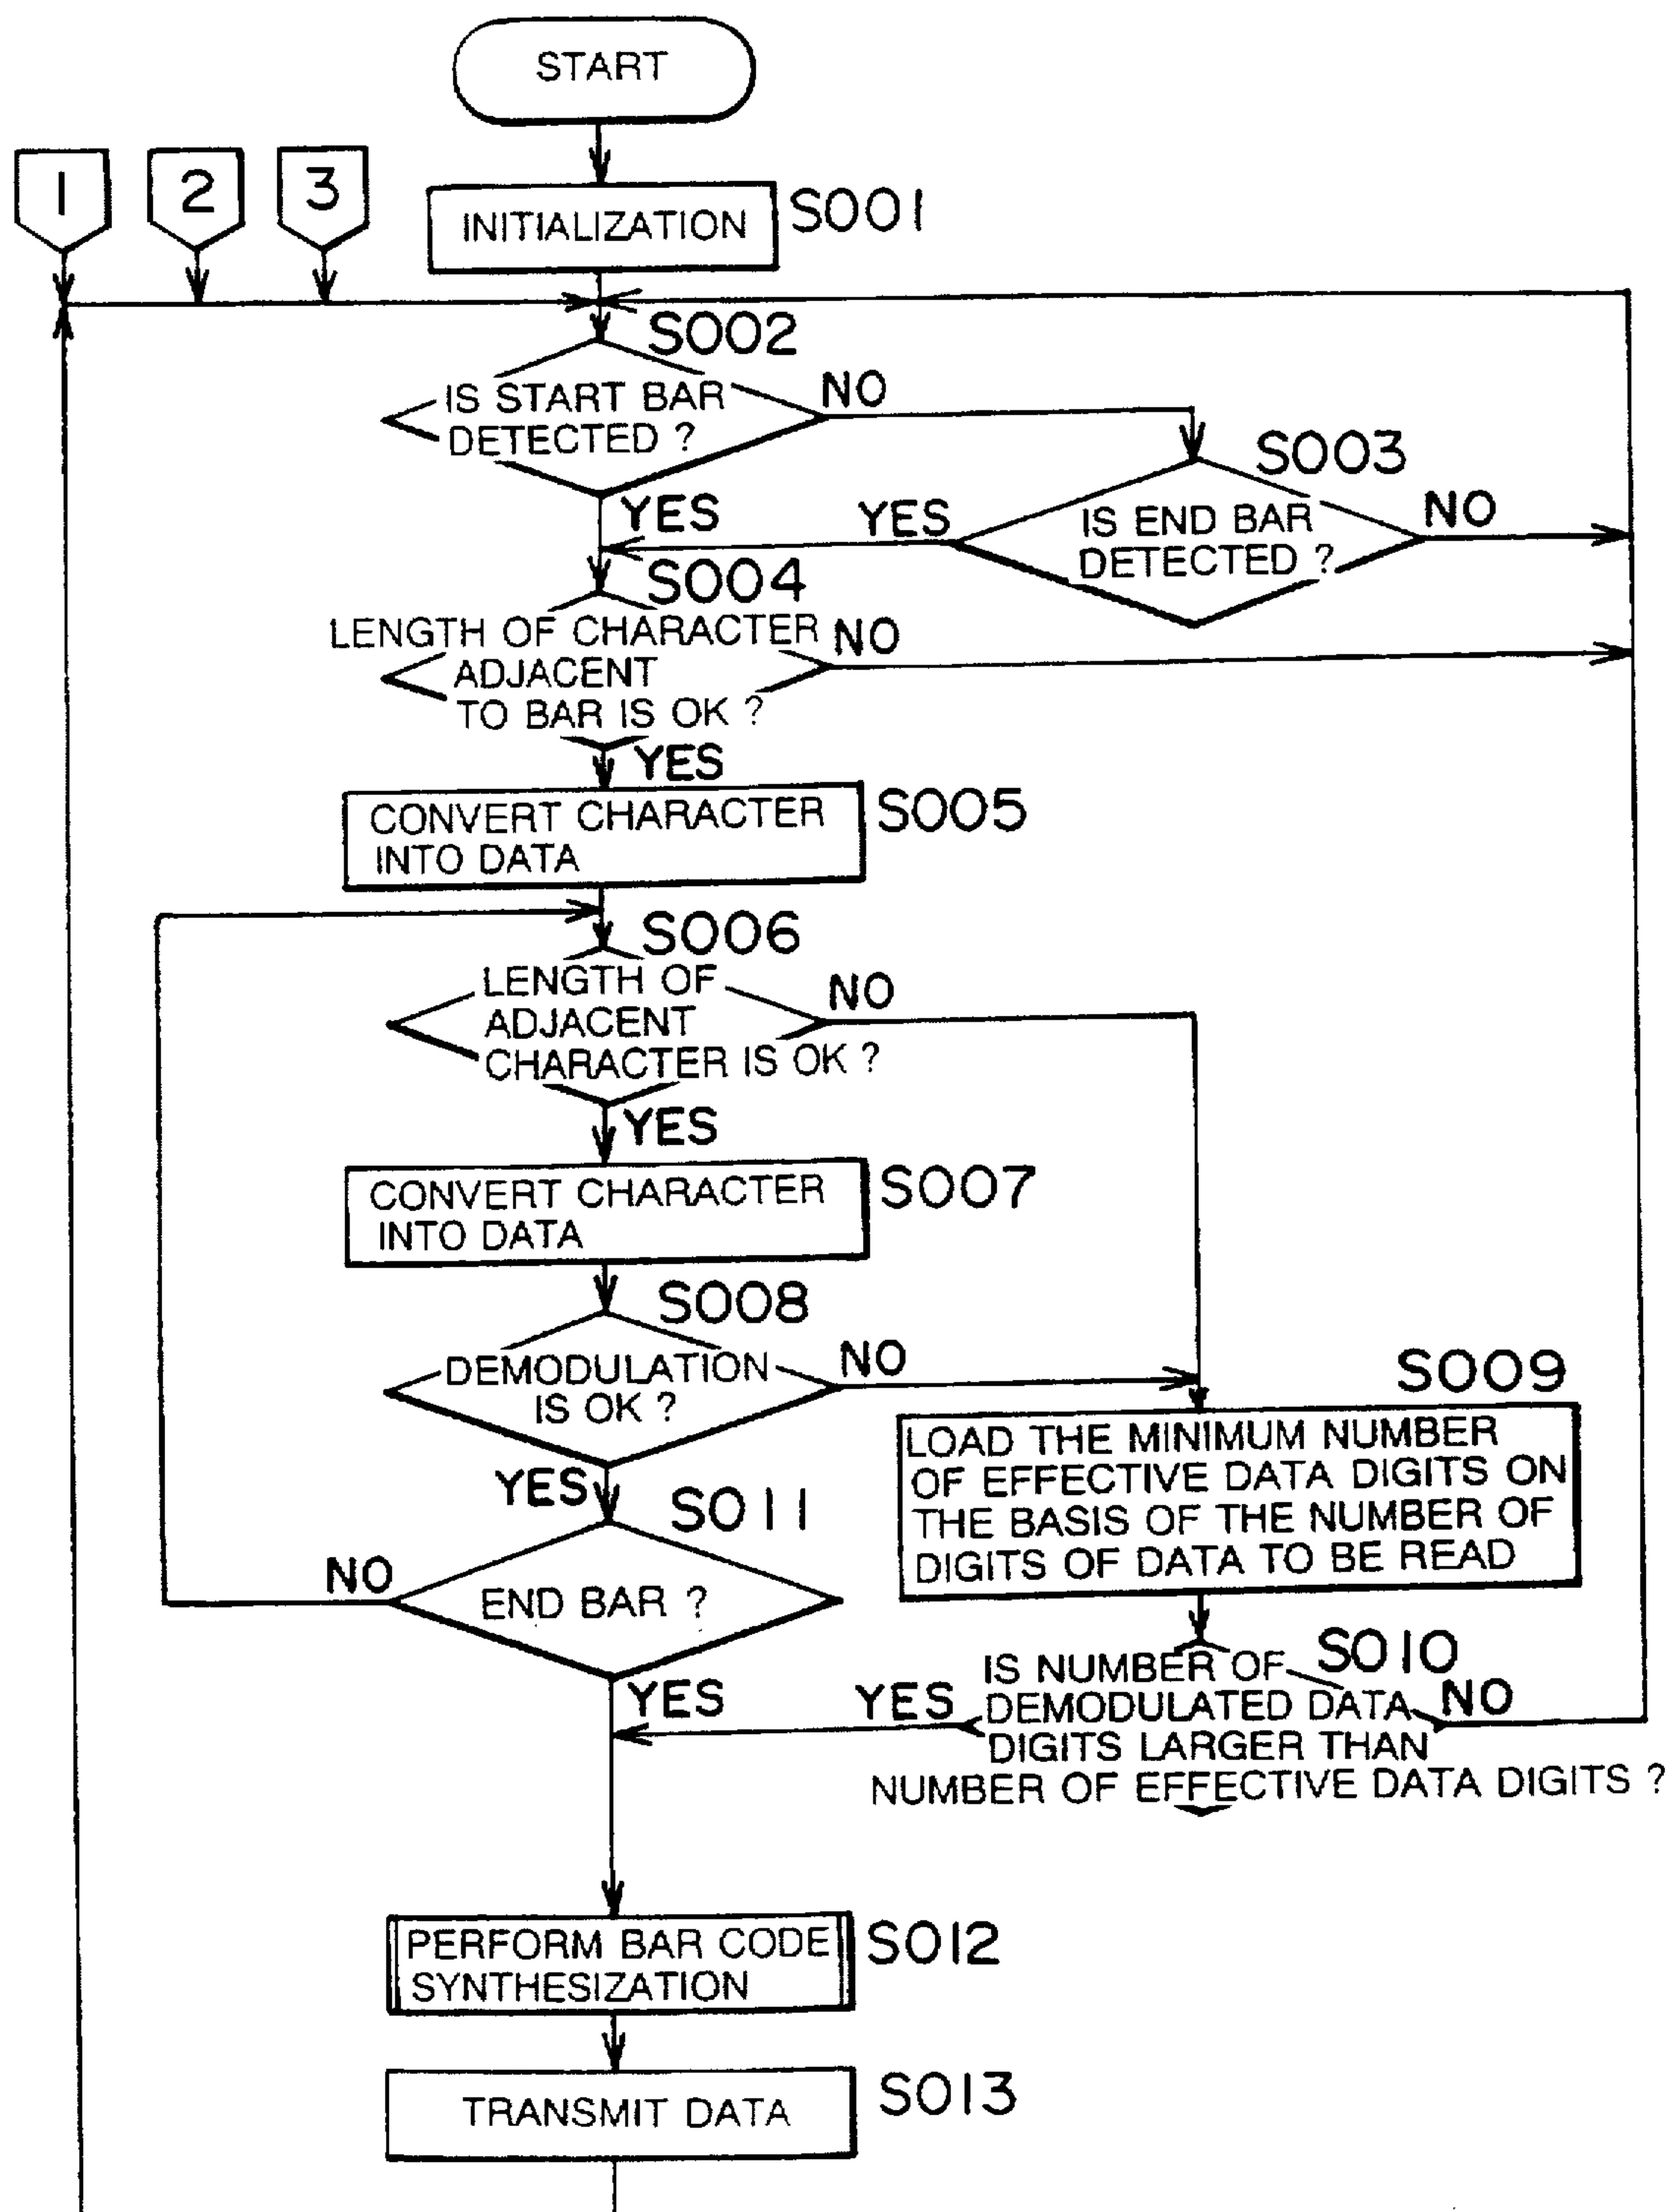 START
1
2
3
INITIALIZATION
S001
S002
IS START BAR
DETECTED ?
NO
S003
YES
YES
IS END BAR
DETECTED ?
NO
S004
LENGTH OF CHARACTER
ADJACENT
TO BAR IS OK ?
NO
YES
CONVERT CHARACTER
INTO DATA
S005
S006
LENGTH OF
ADJACENT
CHARACTER IS OK ?
NO
YES
CONVERT CHARACTER
INTO DATA
S007
S008
DEMODULATION
IS OK ?
NO
S009
LOAD THE MINIMUM NUMBER
OF EFFECTIVE DATA DIGITS ON
THE BASIS OF THE NUMBER OF
DIGITS OF DATA TO BE READ
YES
S011
NO
END BAR ?
YES
S010
IS NUMBER OF
DEMODULATED DATA
DIGITS LARGER THAN
NUMBER OF EFFECTIVE DATA DIGITS ?
YES
NO
PERFORM BAR CODE
SYNTHESIZATION
S012
TRANSMIT DATA
S013